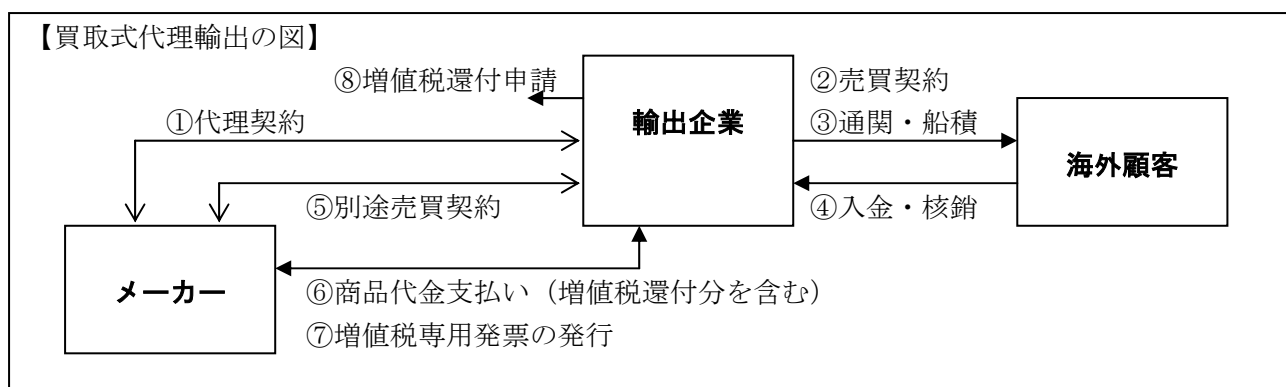 【買取式代理輸出の図】
⑧増値税還付申請
②売買契約
①代理契約
輸出企業
③通関・船積
海外顧客
⑤別途売買契約
④入金・核銷
メーカー
⑥商品代金支払い（増値税還付分を含む）
⑦増値税専用発票の発行